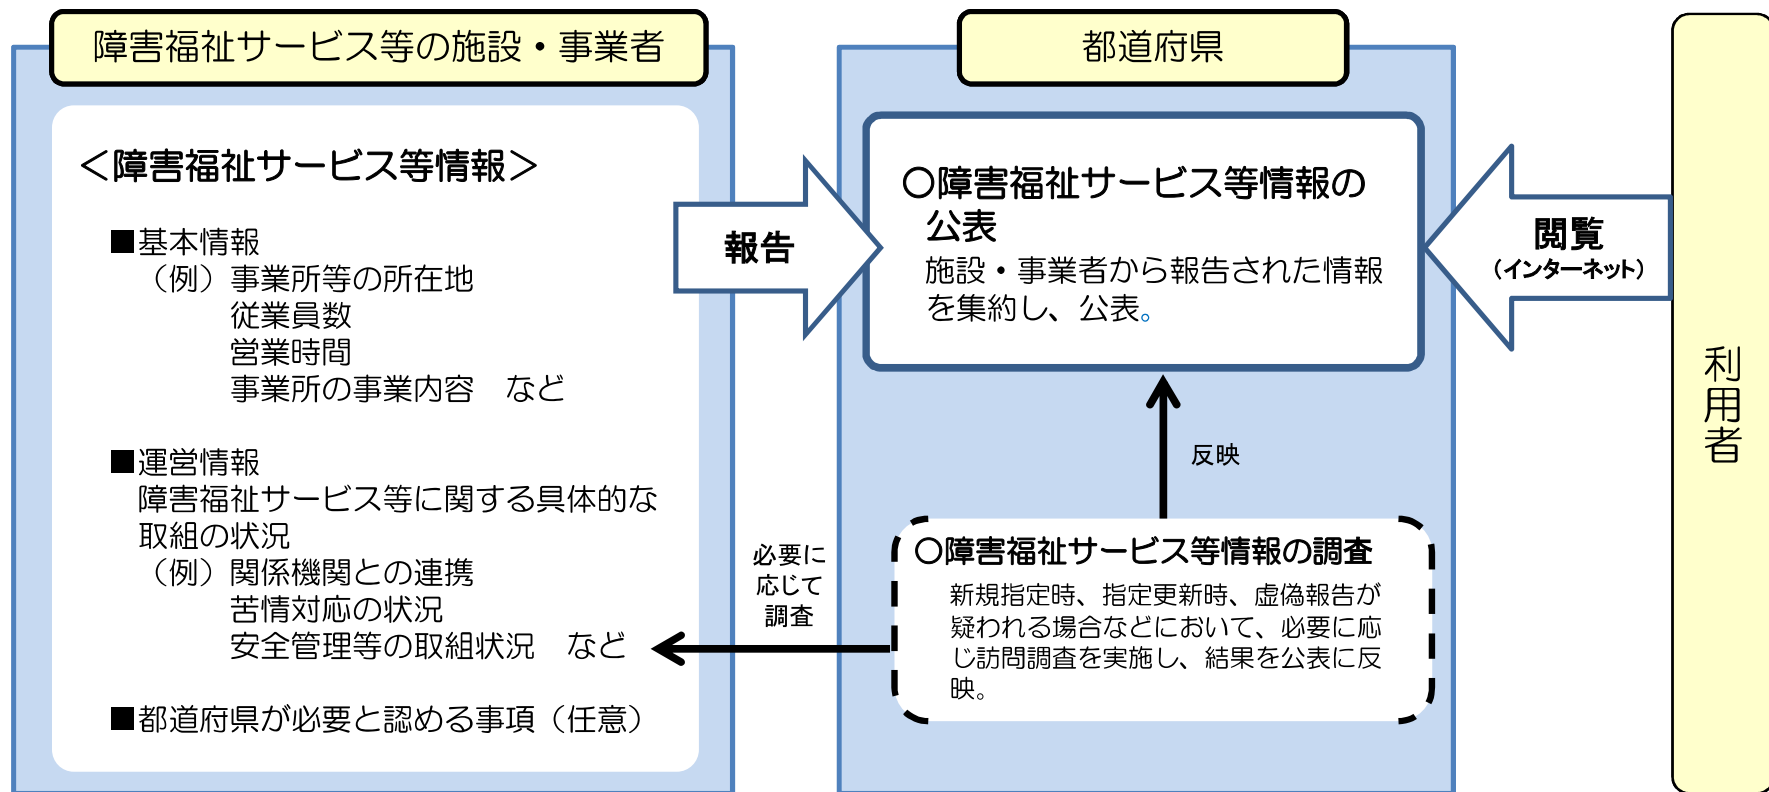 障害福祉サービス等の施設・事業者
＜障害福祉サービス等情報＞
■基本情報
（例）事業所等の所在地
従業員数
営業時間
事業所の事業内容　など
■運営情報
障害福祉サービス等に関する具体的な
取組の状況
（例）関係機関との連携
苦情対応の状況
安全管理等の取組状況　など
■都道府県が必要と認める事項（任意）
報告
必要に
応じて
調査
都道府県
○障害福祉サービス等情報の
公表
施設・事業者から報告された情報
を集約し、公表。
反映
○障害福祉サービス等情報の調査
新規指定時、指定更新時、虚偽報告が
疑われる場合などにおいて、必要に応
じ訪問調査を実施し、結果を公表に反
映。
閲覧
（インターネット）
利用者